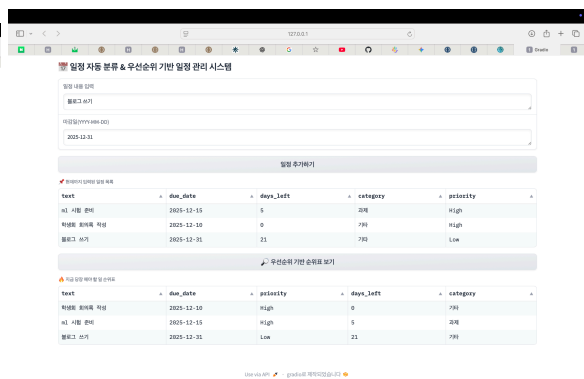 127.0.0.1
Gradio
📅 일정 자동 분류 & 우선순위 기반 일정 관리 시스템
일정 내용 입력
블로그 쓰기
마감일(YYYY-MM-DD)
2025-12-31
일정 추가하기
📌 현재까지 입력된 일정 목록
text due_date days_left category priority
ml 시험 준비 2025-12-15 5 과제 High
학생회 회의록 작성 2025-12-10 0 기타 High
블로그 쓰기 2025-12-31 21 기타 Low
🔎 우선순위 기반 순위표 보기
🔥 지금 당장 해야 할 일 순위표
text due_date priority days_left category
학생회 회의록 작성 2025-12-10 High 0 기타
ml 시험 준비 2025-12-15 High 5 과제
블로그 쓰기 2025-12-31 Low 21 기타
Use via API 🚀 · gradio로 제작되었습니다